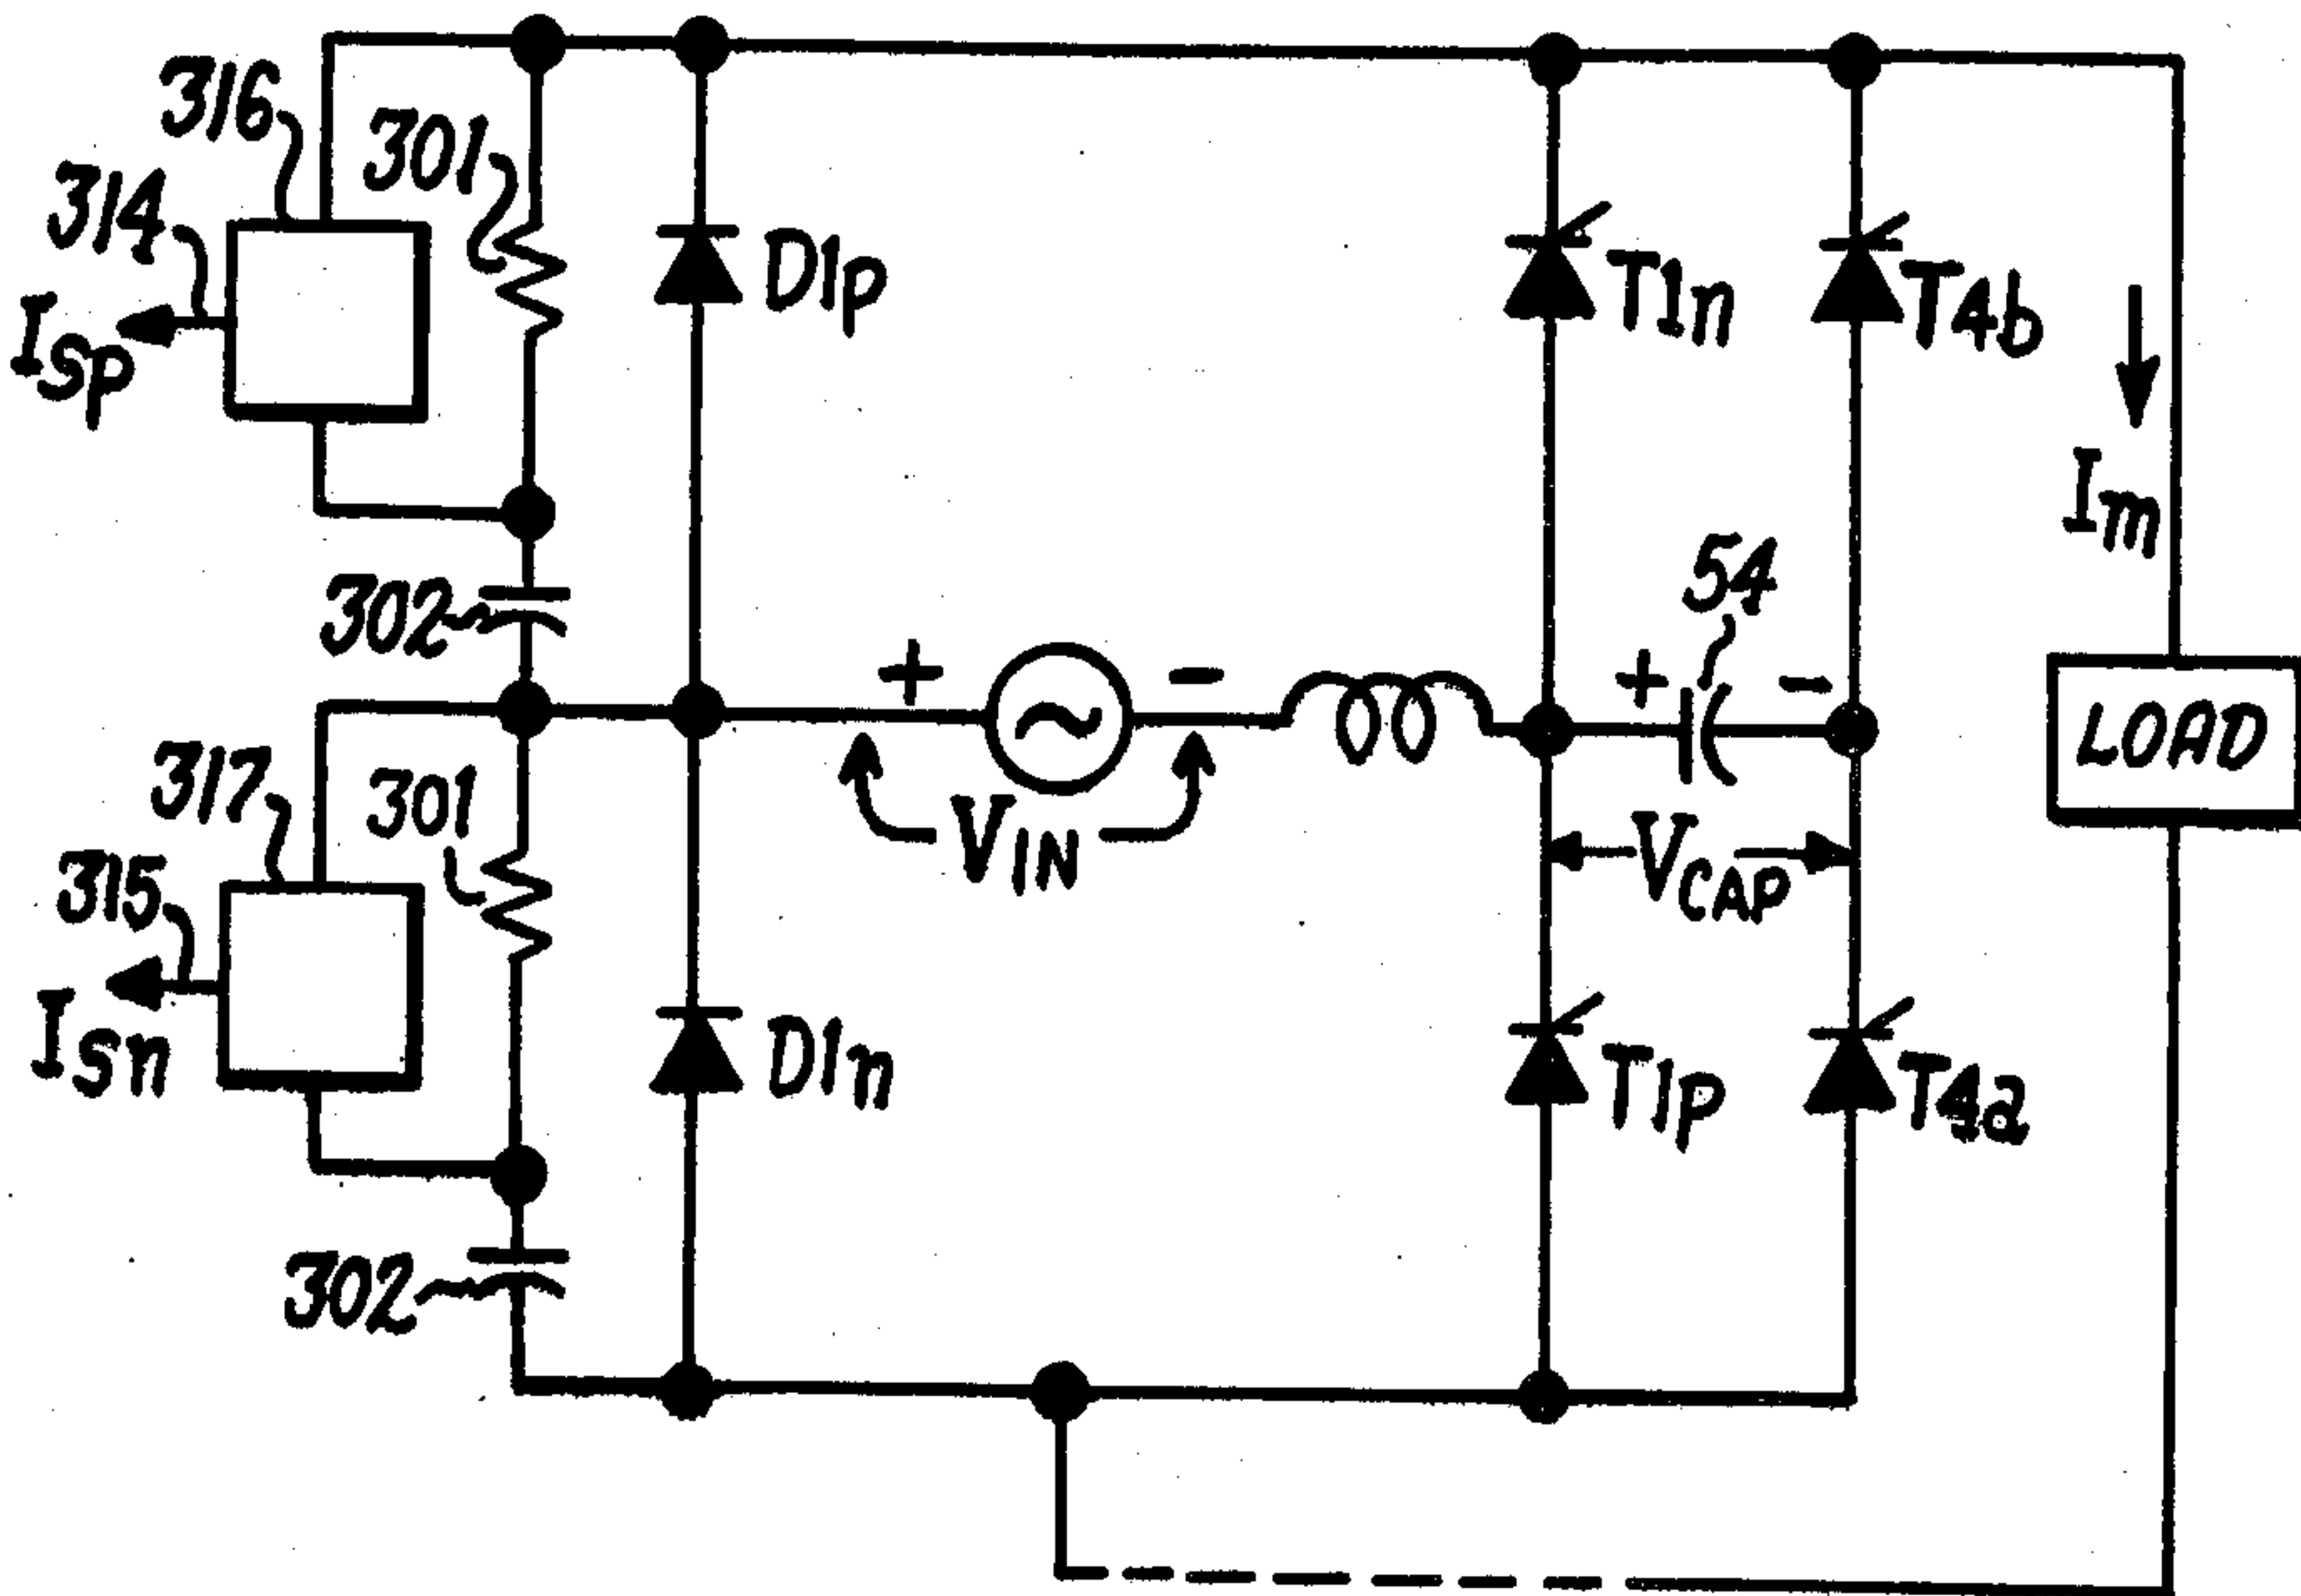 316
301
314
Isp
D1p
T1n
T4b
Im
302
54
+
-
+
-
LOAD
317
301
315
VIN
VCAP
Isn
D1n
T1p
T4a
302